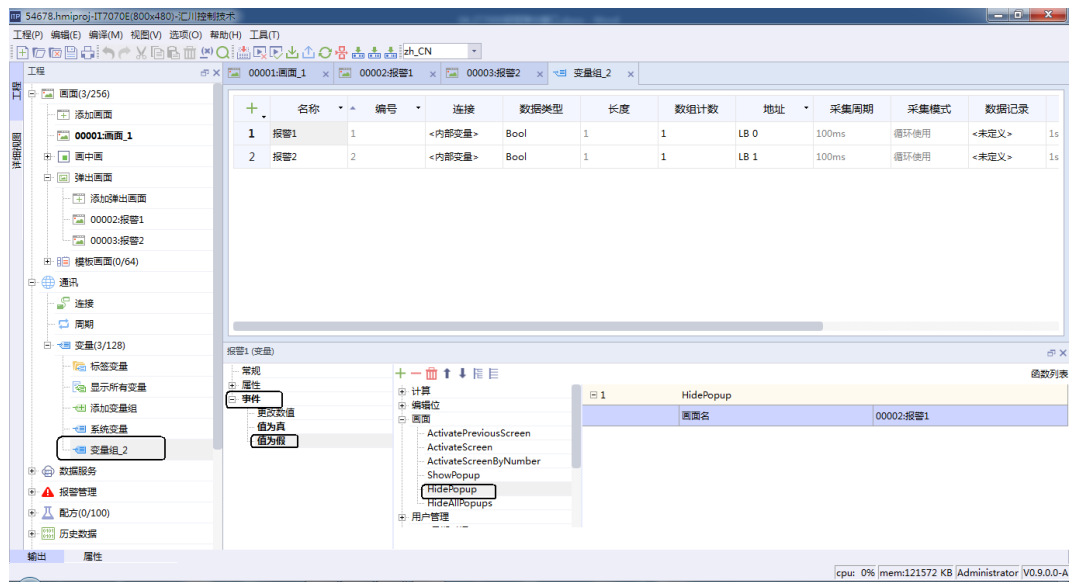 54678.hmiproj-IT7070E(800x480)-汇川控制技术
工程(P) 编辑(E) 编译(M) 视图(V) 选项(O) 帮助(H) 工具(T)
zh_CN
工程
详细视图
工程
画面(3/256)
添加画面
00001:画面_1
画中画
弹出画面
添加弹出画面
00002:报警1
00003:报警2
模板画面(0/64)
通讯
连接
周期
变量(3/128)
标签变量
显示所有变量
添加变量组
系统变量
变量组_2
数据服务
报警管理
配方(0/100)
历史数据
输出 属性
00001:画面_1 × 00002:报警1 × 00003:报警2 × 变量组_2 ×
名称 编号 连接 数据类型 长度 数组计数 地址 采集周期 采集模式 数据记录
1 报警1 1 <内部变量> Bool 1 1 LB 0 100ms 循环使用 <未定义> 1s
2 报警2 2 <内部变量> Bool 1 1 LB 1 100ms 循环使用 <未定义> 1s
报警1 (变量)
常规
属性
事件
更改数值
值为真
值为假
函数列表
计算
编辑位
画面
ActivatePreviousScreen
ActivateScreen
ActivateScreenByNumber
ShowPopup
HidePopup
HideAllPopups
用户管理
1 HidePopup
画面名 00002:报警1
cpu: 0% mem:121572 KB Administrator V0.9.0.0-A